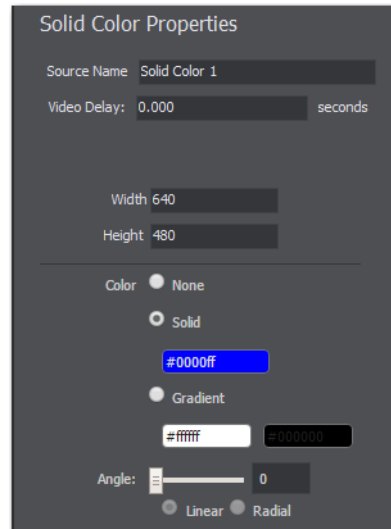 Solid Color Properties
Source Name Solid Color 1
Video Delay: 0.000 seconds
Width 640
Height 480
Color None
Solid
#0000ff
Gradient
#ffffff #000000
Angle: 0
Linear Radial